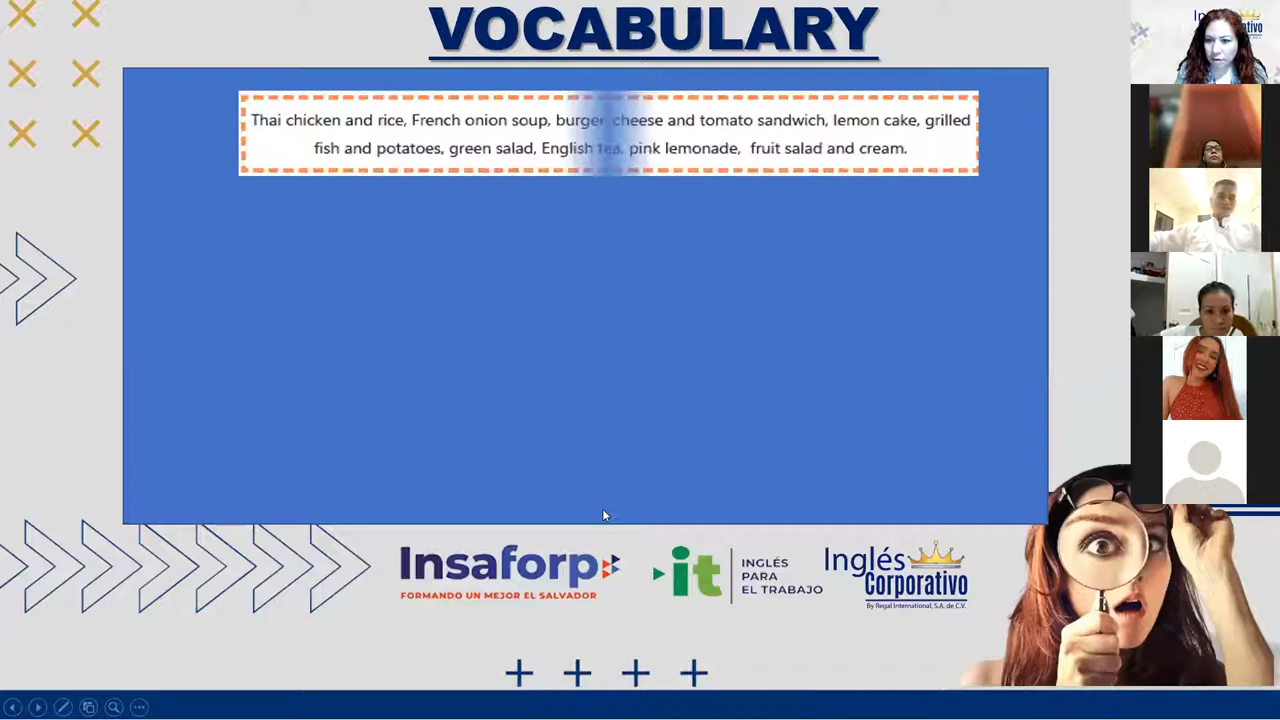 VOCABULARY
Thai chicken and rice, French onion soup, burger, cheese and tomato sandwich, lemon cake, grilled
fish and potatoes, green salad, English tea, pink lemonade, fruit salad and cream.
Insaforp
FORMANDO UN MEJOR EL SALVADOR
it
INGLÉS
PARA
EL TRABAJO
Inglés
Corporativo
By Regal International, S.A. de C.V.